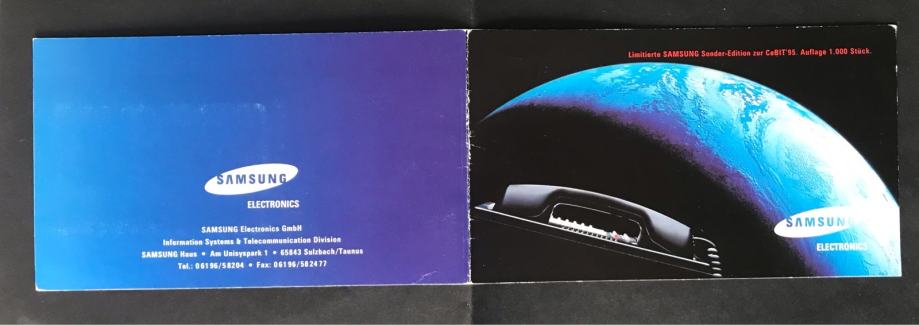 SAMSUNG
ELECTRONICS
SAMSUNG Electronics GmbH
Information Systems & Telecommunication Division
SAMSUNG Haus • Am Unisyspark 1 • 65843 Sulzbach/Taunus
Tel.: 06196/58204 • Fax: 06196/582477
Limitierte SAMSUNG Sonder-Edition zur CeBIT'95. Auflage 1.000 Stück.
SAMSUNG
ELECTRONICS